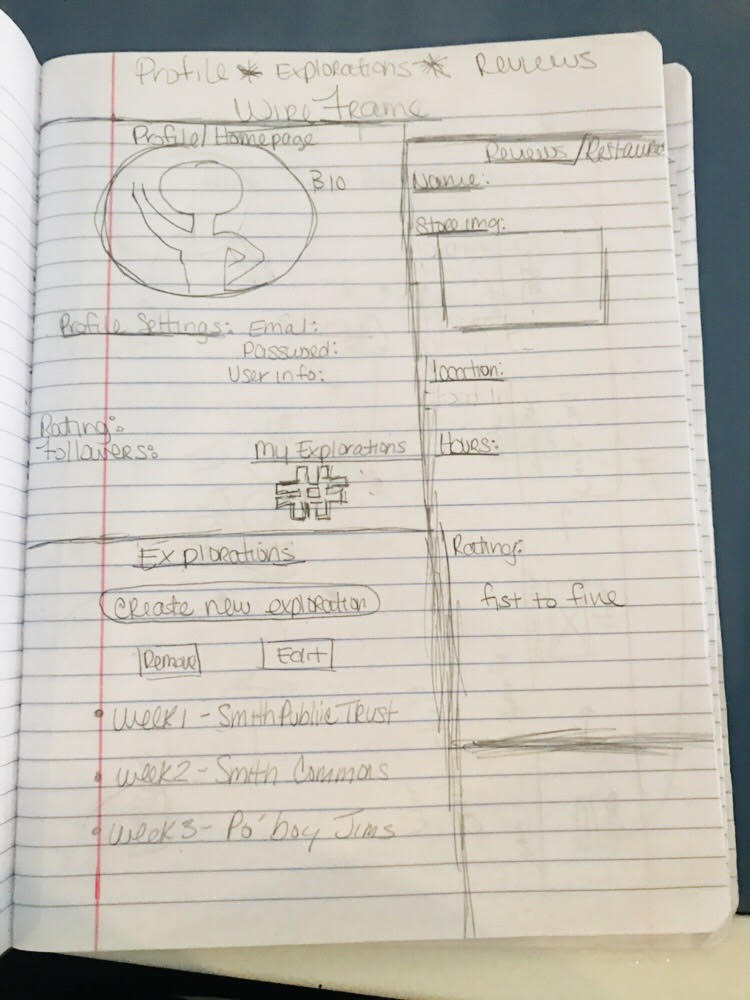 Profile * Explorations * Reviews
Wire Frame
Profile/Homepage
Bio
Profile Settings: Email:
Password:
User info:
Rating:
Followers:
My Explorations
Explorations
Create new exploration
Remove
Edit
• Week 1 - Smith Public Trust
• Week 2 - Smith Commons
• Week 3 - Po' boy Jims
Reviews/Restaura
Name:
Store img:
Location:
Hours:
Rating:
fist to five